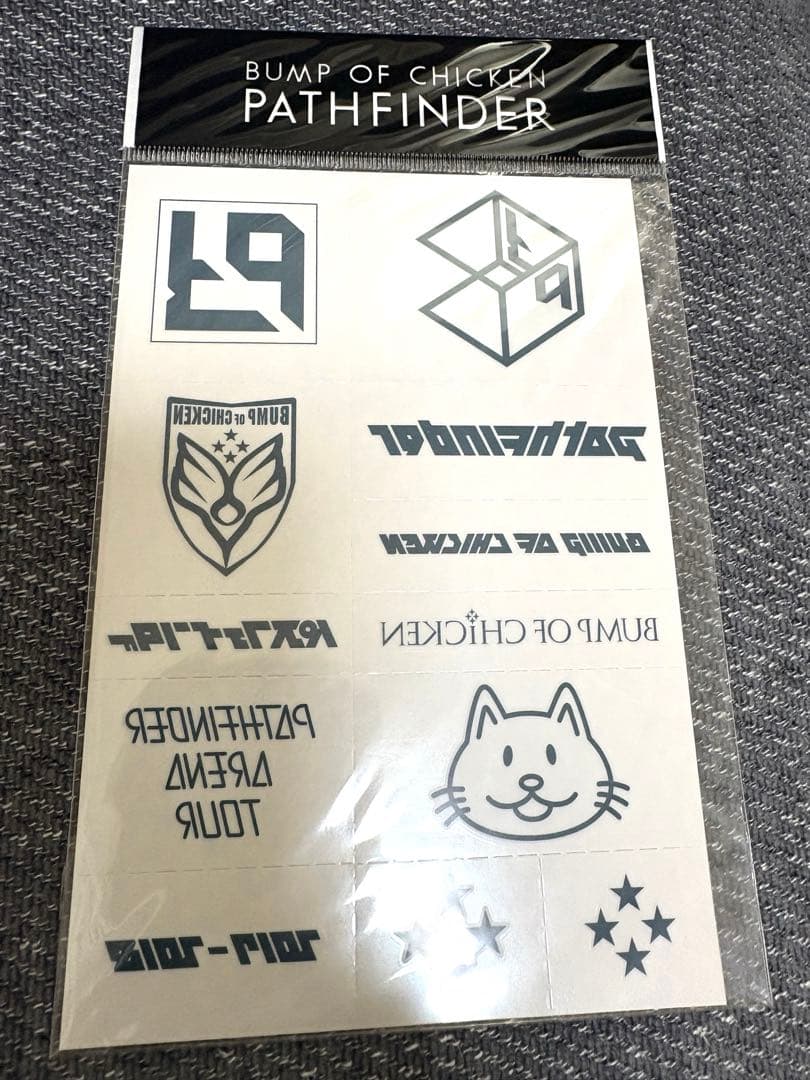 BUMP OF CHICKEN
PATHFINDER
BUMP OF CHICKEN
pathfinder
BUMP OF CHICKEN
BUMP OF CHICKEN
PATHFINDER
ARENA
TOUR
2017-2018